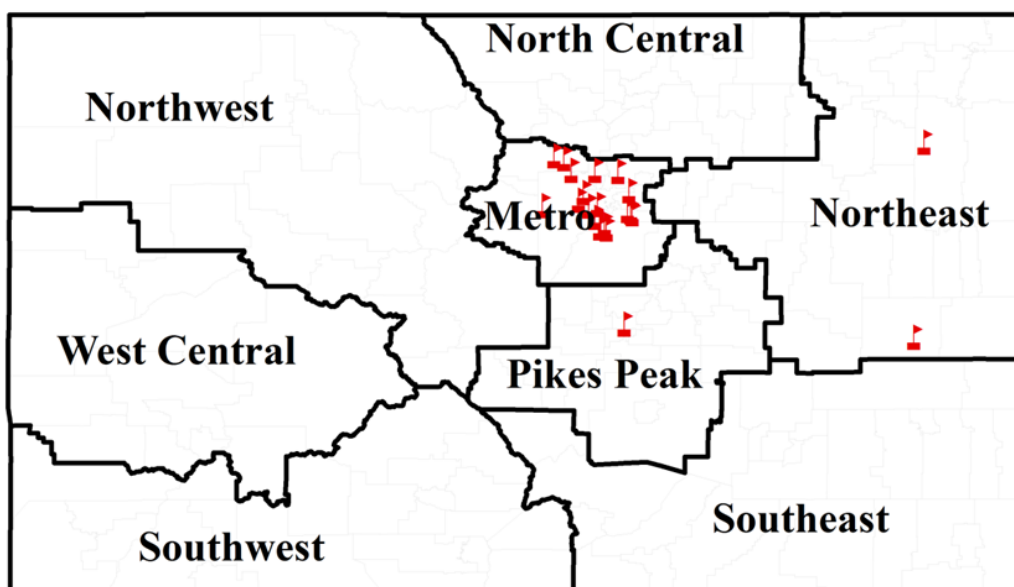 North Central
Northwest
Metro
Northeast
West Central
Pikes Peak
Southeast
Southwest